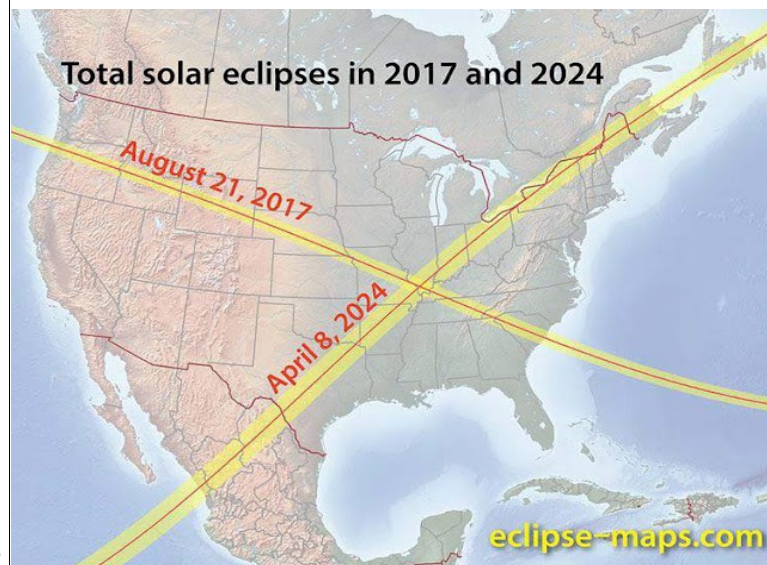 Total solar eclipses in 2017 and 2024
August 21, 2017
April 8, 2024
eclipse-maps.com